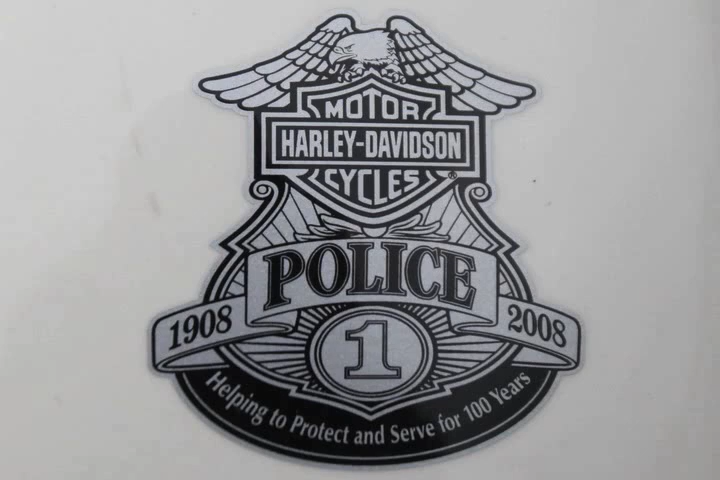 MOTOR
HARLEY-DAVIDSON
CYCLES®
POLICE
1908 2008
1
Helping to Protect and Serve for 100 Years